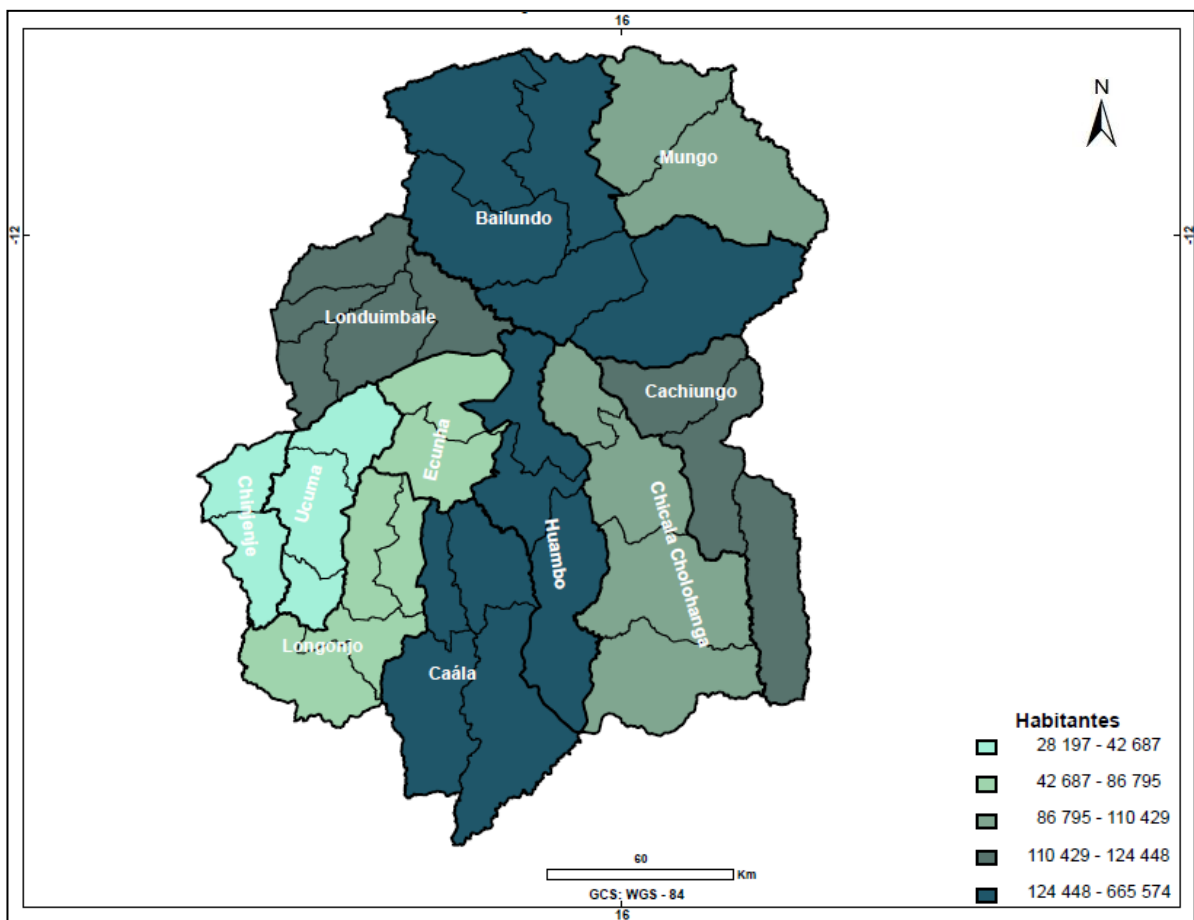 16
N
Mungo
-12
-12
Bailundo
Londuimbale
Cachiungo
Ecunha
Ucuma
Chinjenje
Chicala Cholohanga
Huambo
Longonjo
Caála
Habitantes
28 197 - 42 687
42 687 - 86 795
86 795 - 110 429
110 429 - 124 448
124 448 - 665 574
60
Km
GCS: WGS - 84
16